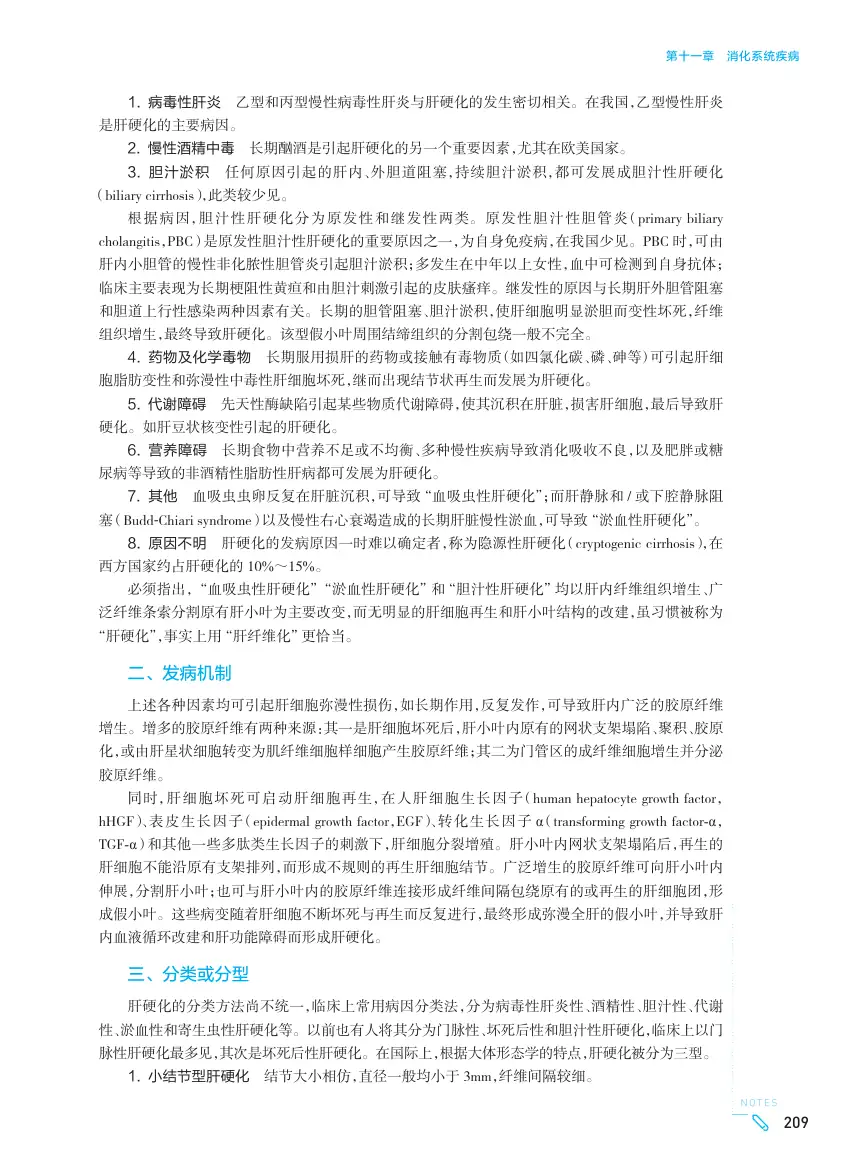 第十一章 消化系统疾病
1. 病毒性肝炎 乙型和丙型慢性病毒性肝炎与肝硬化的发生密切相关。在我国,乙型慢性肝炎
是肝硬化的主要病因。
2. 慢性酒精中毒 长期酗酒是引起肝硬化的另一个重要因素,尤其在欧美国家。
3. 胆汁淤积 任何原因引起的肝内、外胆道阻塞,持续胆汁淤积,都可发展成胆汁性肝硬化
(biliary cirrhosis),此类较少见。
根据病因,胆汁性肝硬化分为原发性和继发性两类。原发性胆汁性胆管炎(primary biliary
cholangitis,PBC)是原发性胆汁性肝硬化的重要原因之一,为自身免疫病,在我国少见。PBC 时,可由
肝内小胆管的慢性非化脓性胆管炎引起胆汁淤积;多发生在中年以上女性,血中可检测到自身抗体;
临床主要表现为长期梗阻性黄疸和由胆汁刺激引起的皮肤瘙痒。继发性的原因与长期肝外胆管阻塞
和胆道上行性感染两种因素有关。长期的胆管阻塞、胆汁淤积,使肝细胞明显淤胆而变性坏死,纤维
组织增生,最终导致肝硬化。该型假小叶周围结缔组织的分割包绕一般不完全。
4. 药物及化学毒物 长期服用损肝的药物或接触有毒物质(如四氯化碳、磷、砷等)可引起肝细
胞脂肪变性和弥漫性中毒性肝细胞坏死,继而出现结节状再生而发展为肝硬化。
5. 代谢障碍 先天性酶缺陷引起某些物质代谢障碍,使其沉积在肝脏,损害肝细胞,最后导致肝
硬化。如肝豆状核变性引起的肝硬化。
6. 营养障碍 长期食物中营养不足或不均衡、多种慢性疾病导致消化吸收不良,以及肥胖或糖
尿病等导致的非酒精性脂肪性肝病都可发展为肝硬化。
7. 其他 血吸虫虫卵反复在肝脏沉积,可导致“血吸虫性肝硬化”;而肝静脉和/或下腔静脉阻
塞(Budd-Chiari syndrome)以及慢性右心衰竭造成的长期肝脏慢性淤血,可导致“淤血性肝硬化”。
8. 原因不明 肝硬化的发病原因一时难以确定者,称为隐源性肝硬化(cryptogenic cirrhosis),在
西方国家约占肝硬化的 10%~15%。
必须指出,“血吸虫性肝硬化”“淤血性肝硬化”和“胆汁性肝硬化”均以肝内纤维组织增生、广
泛纤维条索分割原有肝小叶为主要改变,而无明显的肝细胞再生和肝小叶结构的改建,虽习惯被称为
“肝硬化”,事实上用“肝纤维化”更恰当。
二、发病机制
上述各种因素均可引起肝细胞弥漫性损伤,如长期作用,反复发作,可导致肝内广泛的胶原纤维
增生。增多的胶原纤维有两种来源:其一是肝细胞坏死后,肝小叶内原有的网状支架塌陷、聚积、胶原
化,或由肝星状细胞转变为肌纤维细胞样细胞产生胶原纤维;其二为门管区的成纤维细胞增生并分泌
胶原纤维。
同时,肝细胞坏死可启动肝细胞再生,在人肝细胞生长因子(human hepatocyte growth factor,
hHGF)、表皮生长因子(epidermal growth factor,EGF)、转化生长因子 α(transforming growth factor-α,
TGF-α)和其他一些多肽类生长因子的刺激下,肝细胞分裂增殖。肝小叶内网状支架塌陷后,再生的
肝细胞不能沿原有支架排列,而形成不规则的再生肝细胞结节。广泛增生的胶原纤维可向肝小叶内
伸展,分割肝小叶;也可与肝小叶内的胶原纤维连接形成纤维间隔包绕原有的或再生的肝细胞团,形
成假小叶。这些病变随着肝细胞不断坏死与再生而反复进行,最终形成弥漫全肝的假小叶,并导致肝
内血液循环改建和肝功能障碍而形成肝硬化。
三、分类或分型
肝硬化的分类方法尚不统一,临床上常用病因分类法,分为病毒性肝炎性、酒精性、胆汁性、代谢
性、淤血性和寄生虫性肝硬化等。以前也有人将其分为门脉性、坏死后性和胆汁性肝硬化,临床上以门
脉性肝硬化最多见,其次是坏死后性肝硬化。在国际上,根据大体形态学的特点,肝硬化被分为三型。
1. 小结节型肝硬化 结节大小相仿,直径一般均小于 3mm,纤维间隔较细。
NOTES
209